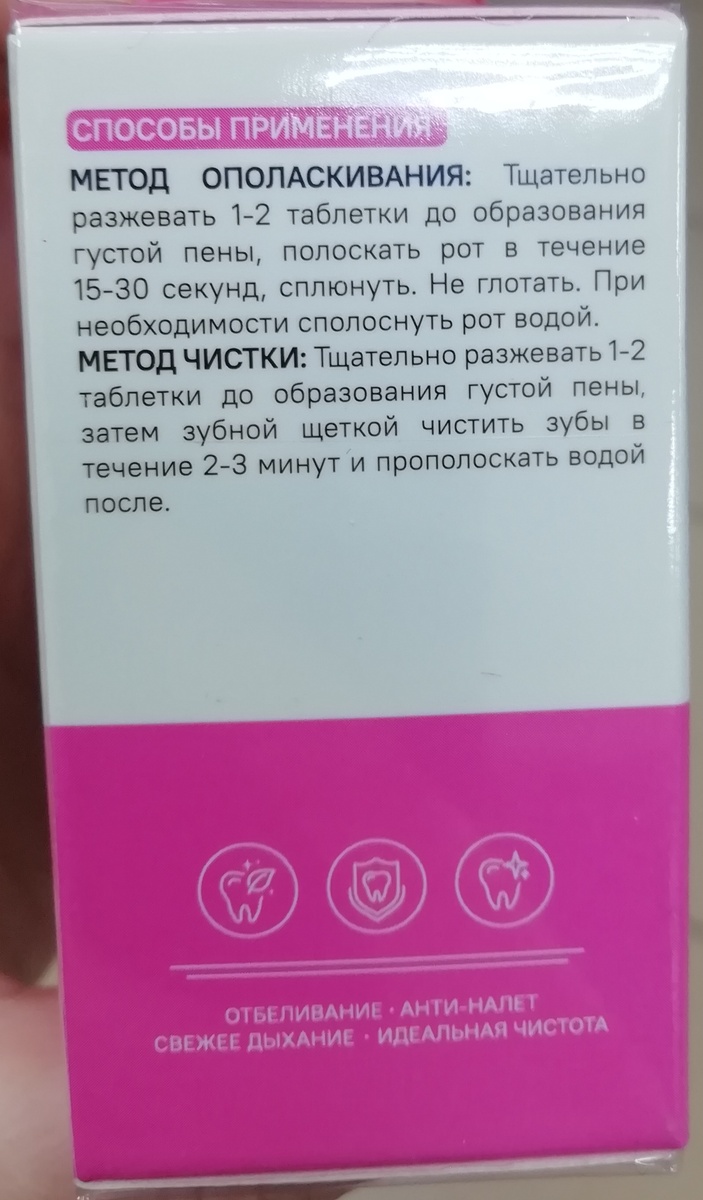 СПОСОБЫ ПРИМЕНЕНИЯ
МЕТОД ОПОЛАСКИВАНИЯ: Тщательно
разжевать 1-2 таблетки до образования
густой пены, полоскать рот в течение
15-30 секунд, сплюнуть. Не глотать. При
необходимости сполоснуть рот водой.
МЕТОД ЧИСТКИ: Тщательно разжевать 1-2
таблетки до образования густой пены,
затем зубной щеткой чистить зубы в
течение 2-3 минут и прополоскать водой
после.
ОТБЕЛИВАНИЕ · АНТИ-НАЛЕТ
СВЕЖЕЕ ДЫХАНИЕ · ИДЕАЛЬНАЯ ЧИСТОТА